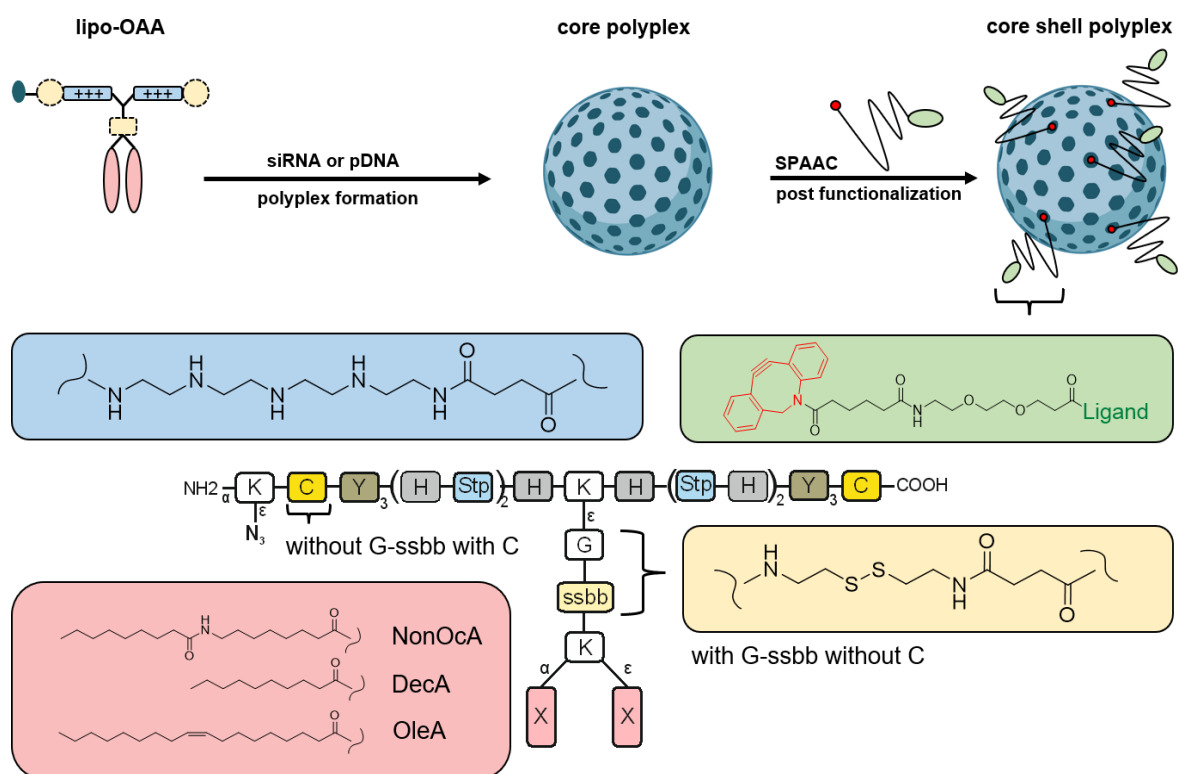 lipo-OAA
core polyplex
core shell polyplex
+++ +++
siRNA or pDNA
polyplex formation
SPAAC
post functionalization
H N H N O
N H N H N H O
N O O N H O O O Ligand
NH2 α K C Y 3 ( H Stp ) 2 H K H ( Stp H ) 2 Y 3 C COOH
ε ε
N3
without G-ssbb with C
G
ssbb
K
α ε
X X
H N S S N H O O
with G-ssbb without C
O H N O NonOcA
O DecA
O OleA